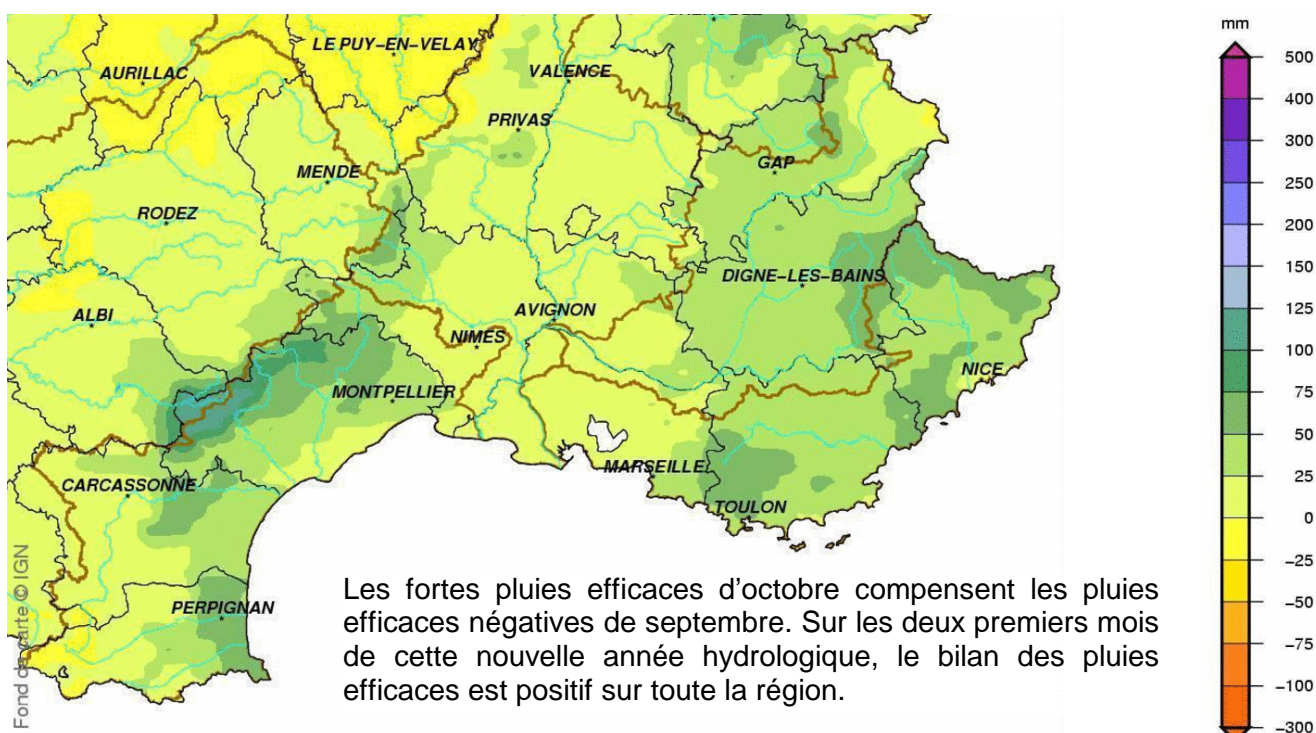 mm
LE PUY-EN-VELAY
AURILLAC
VALENCE
PRIVAS
MENDE
GAP
RODEZ
DIGNE-LES-BAINS
ALBI
AVIGNON
NIMES
NICE
MONTPELLIER
MARSEILLE
CARCASSONNE
TOULON
PERPIGNAN
500
400
300
250
200
150
125
100
75
50
25
0
-25
-50
-75
-100
-300
Les fortes pluies efficaces d’octobre compensent les pluies
efficaces négatives de septembre. Sur les deux premiers mois
de cette nouvelle année hydrologique, le bilan des pluies
efficaces est positif sur toute la région.
Fond de carte © IGN